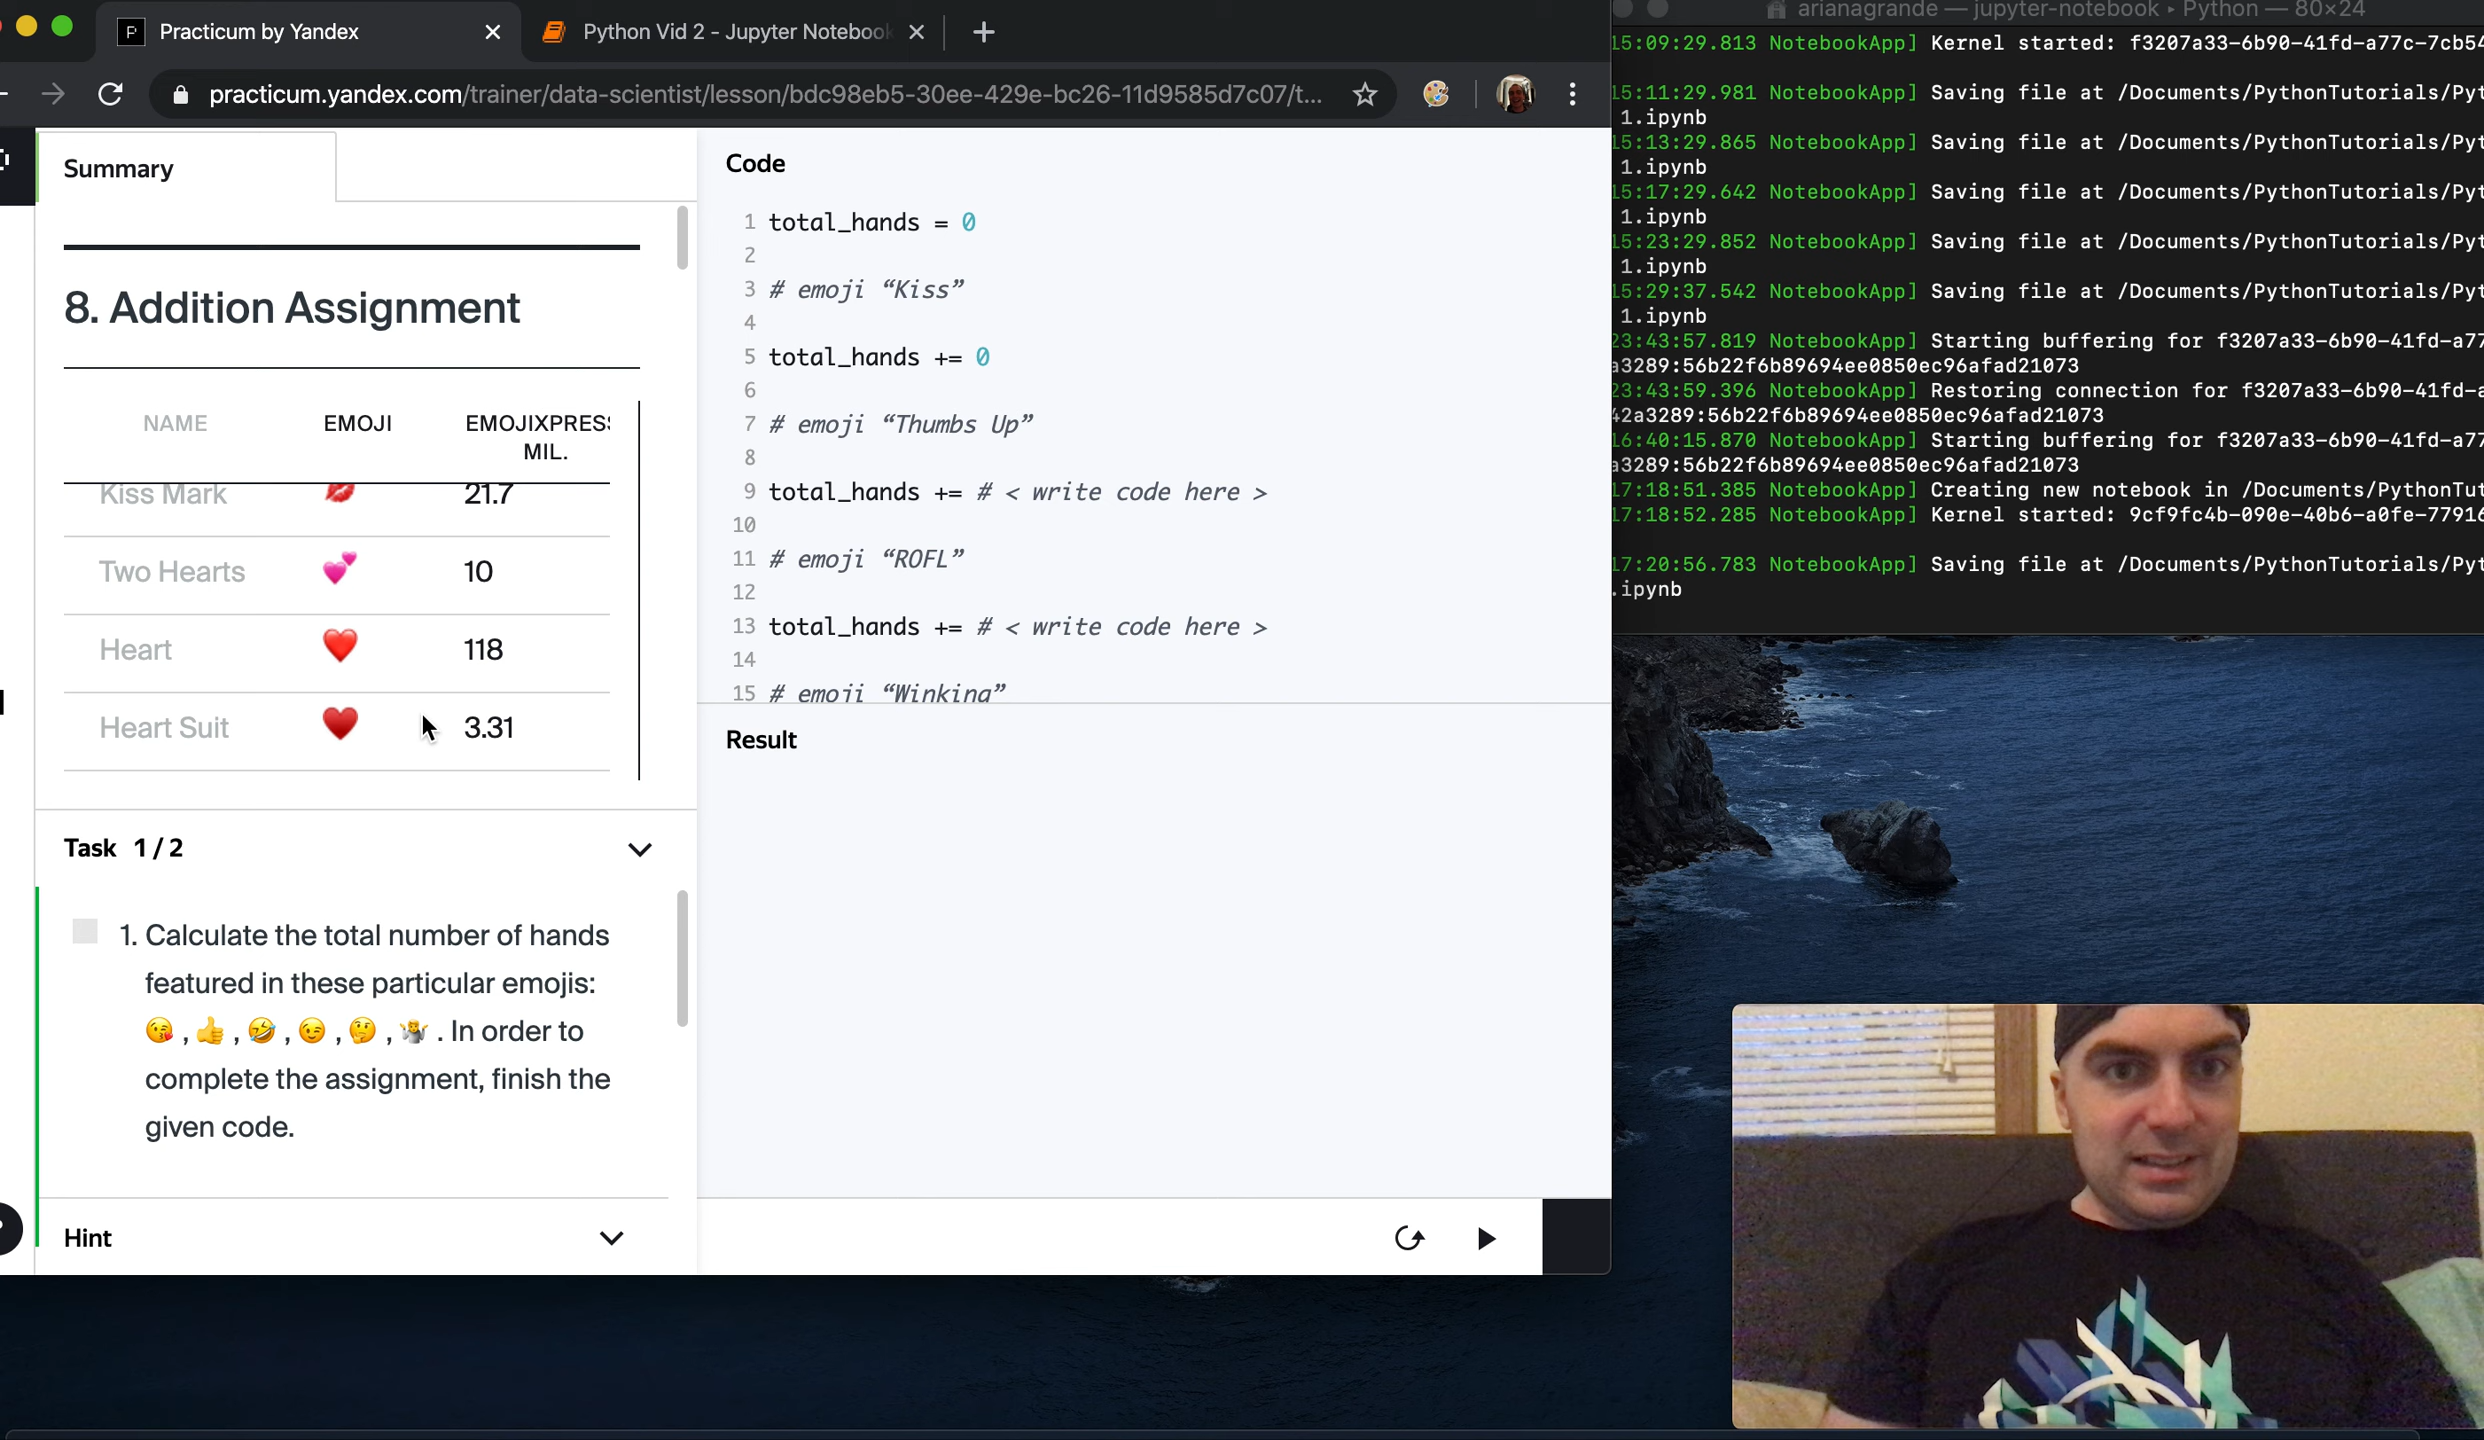 Practicum by Yandex
Python Vid 2 - Jupyter Notebook
practicum.yandex.com/trainer/data-scientist/lesson/bdc98eb5-30ee-429e-bc26-11d9585d7c07/t...
Summary
8. Addition Assignment
NAME EMOJI EMOJIXPRESS
MIL.
Kiss Mark 💋 21.7
Two Hearts 💕 10
Heart ❤️ 118
Heart Suit ♥️ 3.31
Task 1 / 2
1. Calculate the total number of hands
featured in these particular emojis:
😘 , 👍 , 🤣 , 😉 , 🤔 , 🤷 . In order to
complete the assignment, finish the
given code.
Hint
Code
1 total_hands = 0
2
3 # emoji “Kiss”
4
5 total_hands += 0
6
7 # emoji “Thumbs Up”
8
9 total_hands += # < write code here >
10
11 # emoji “ROFL”
12
13 total_hands += # < write code here >
14
15 # emoji “Winking”
Result
arianagrande — jupyter-notebook ▸ Python — 80×24
15:09:29.813 NotebookApp] Kernel started: f3207a33-6b90-41fd-a77c-7cb54
15:11:29.981 NotebookApp] Saving file at /Documents/PythonTutorials/Pyt
1.ipynb
15:13:29.865 NotebookApp] Saving file at /Documents/PythonTutorials/Pyt
1.ipynb
15:17:29.642 NotebookApp] Saving file at /Documents/PythonTutorials/Pyt
1.ipynb
15:23:29.852 NotebookApp] Saving file at /Documents/PythonTutorials/Pyt
1.ipynb
15:29:37.542 NotebookApp] Saving file at /Documents/PythonTutorials/Pyt
1.ipynb
23:43:57.819 NotebookApp] Starting buffering for f3207a33-6b90-41fd-a77
a3289:56b22f6b89694ee0850ec96afad21073
23:43:59.396 NotebookApp] Restoring connection for f3207a33-6b90-41fd-a
42a3289:56b22f6b89694ee0850ec96afad21073
16:40:15.870 NotebookApp] Starting buffering for f3207a33-6b90-41fd-a77
a3289:56b22f6b89694ee0850ec96afad21073
17:18:51.385 NotebookApp] Creating new notebook in /Documents/PythonTut
17:18:52.285 NotebookApp] Kernel started: 9cf9fc4b-090e-40b6-a0fe-77916
17:20:56.783 NotebookApp] Saving file at /Documents/PythonTutorials/Pyt
.ipynb